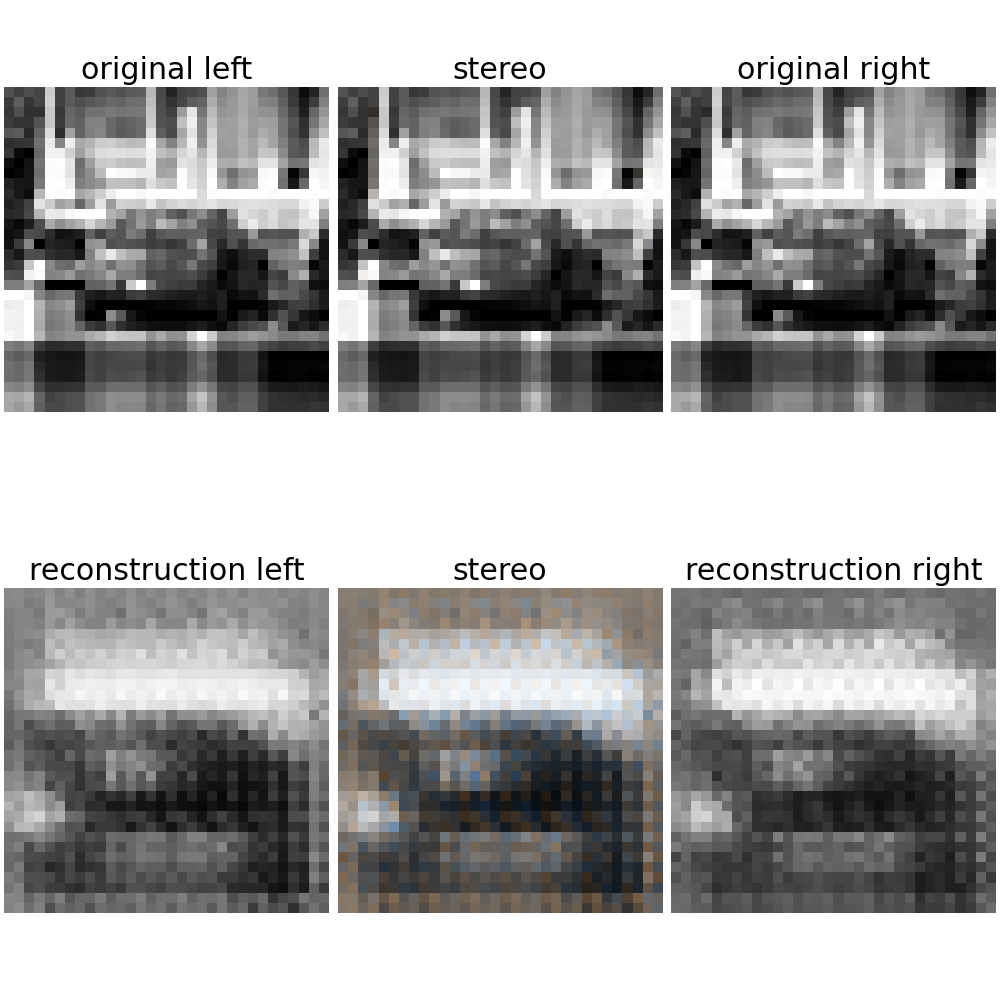 original left
stereo
original right
reconstruction left
stereo
reconstruction right